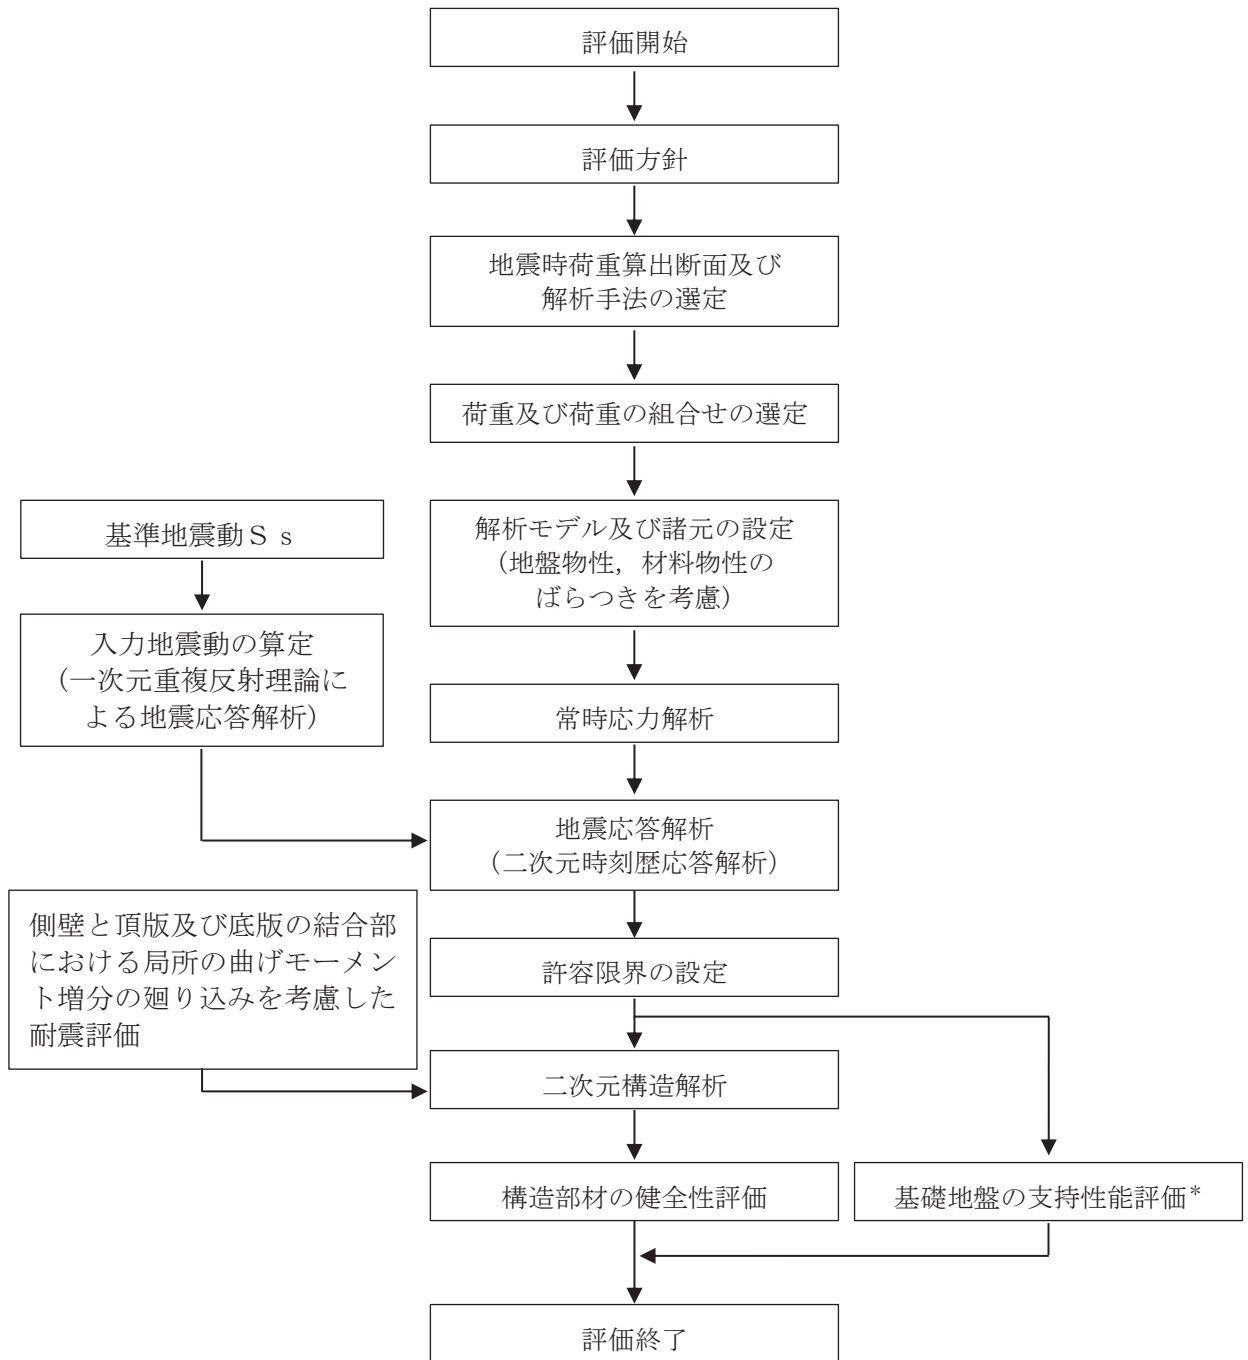 評価開始
評価方針
地震時荷重算出断面及び
解析手法の選定
荷重及び荷重の組合せの選定
基準地震動Ｓｓ
解析モデル及び諸元の設定
（地盤物性，材料物性の
ばらつきを考慮）
入力地震動の算定
（一次元重複反射理論に
よる地震応答解析）
常時応力解析
地震応答解析
（二次元時刻歴応答解析）
側壁と頂版及び底版の結合部
における局所の曲げモーメン
ト増分の廻り込みを考慮した
耐震評価
許容限界の設定
二次元構造解析
構造部材の健全性評価
基礎地盤の支持性能評価*
評価終了